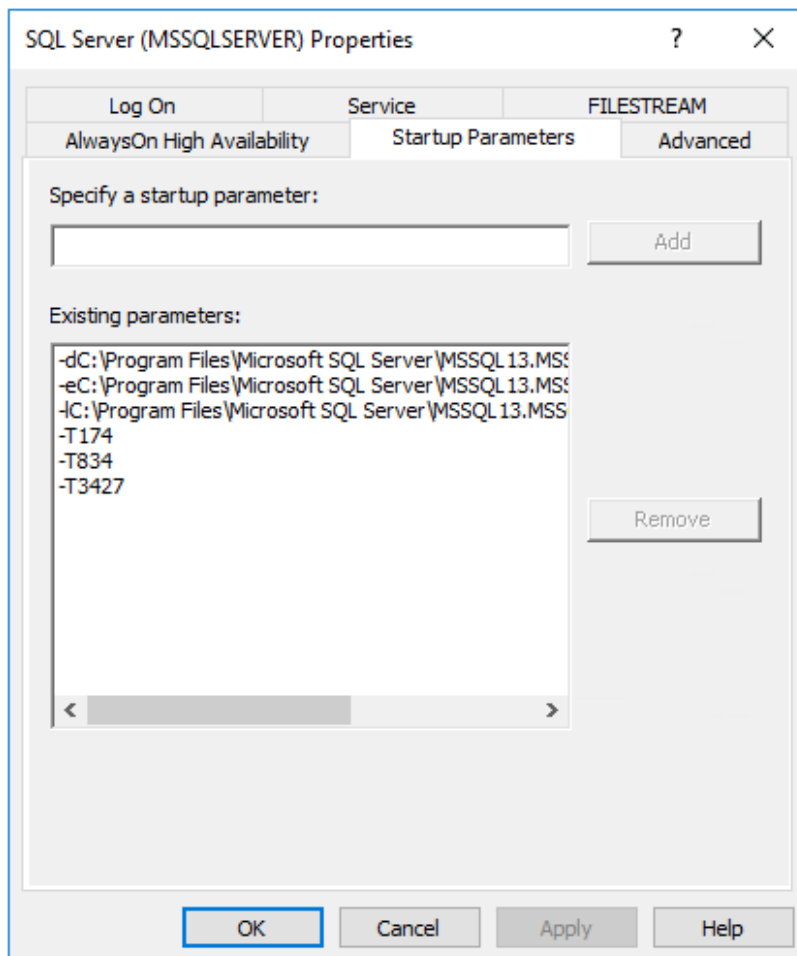 SQL Server (MSSQLSERVER) Properties ? X
Log On Service FILESTREAM
AlwaysOn High Availability Startup Parameters Advanced
Specify a startup parameter:
Add
Existing parameters:
-dC:\Program Files\Microsoft SQL Server\MSSQL13.MSS
-eC:\Program Files\Microsoft SQL Server\MSSQL13.MSS
-lC:\Program Files\Microsoft SQL Server\MSSQL13.MSS
-T174
-T834
-T3427
Remove
OK Cancel Apply Help